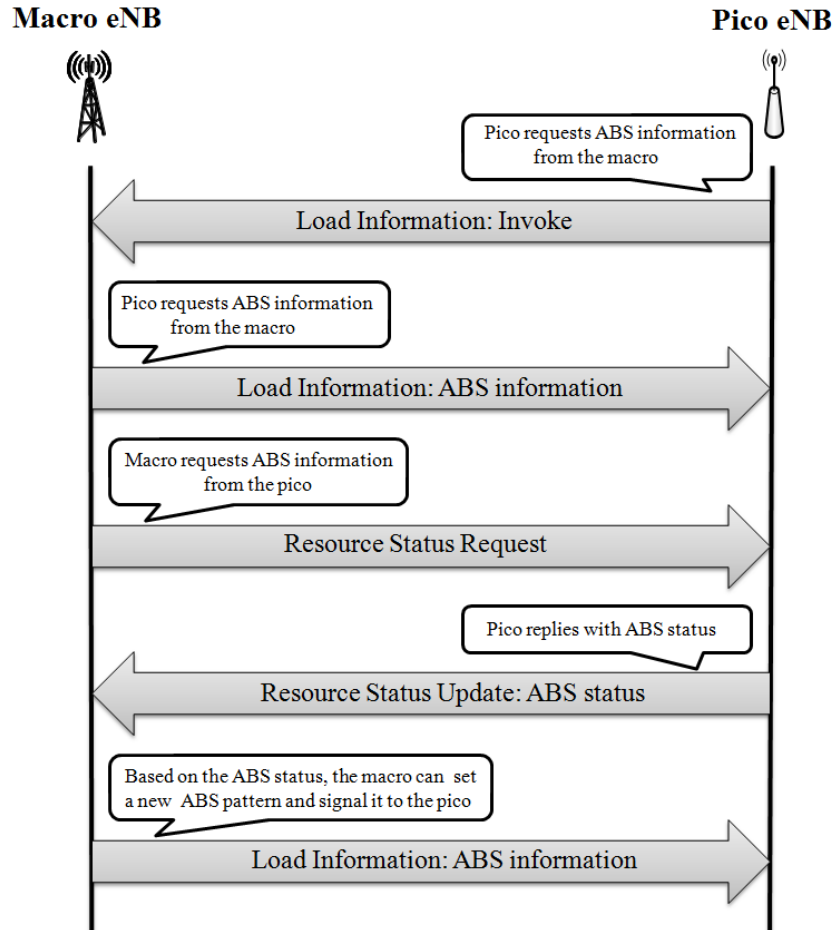 Macro eNB
Pico eNB
Pico requests ABS information
from the macro
Load Information: Invoke
Pico requests ABS information
from the macro
Load Information: ABS information
Macro requests ABS information
from the pico
Resource Status Request
Pico replies with ABS status
Resource Status Update: ABS status
Based on the ABS status, the macro can set
a new ABS pattern and signal it to the pico
Load Information: ABS information